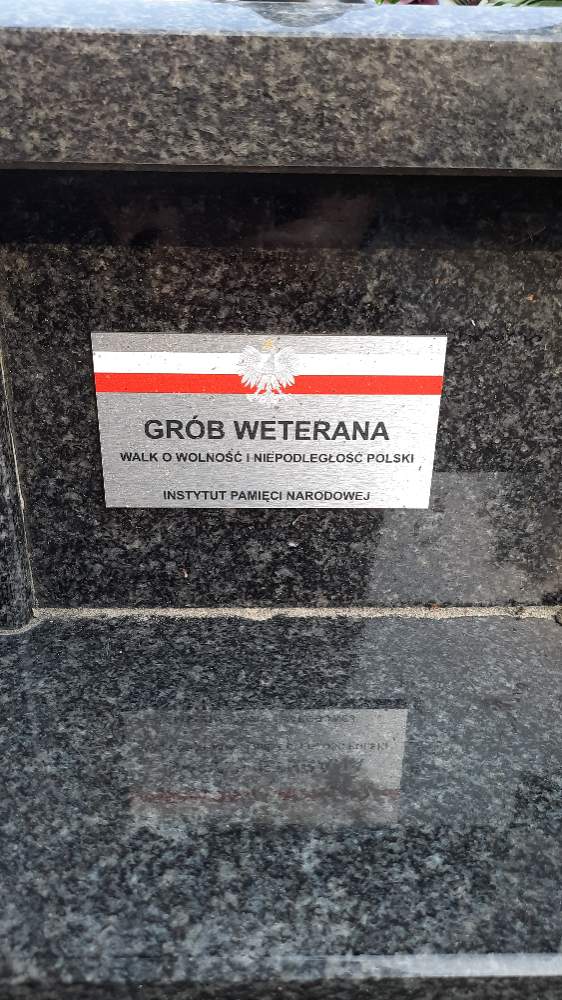 GRÓB WETERANA
WALK O WOLNOŚĆ I NIEPODLEGŁOŚĆ POLSKI
INSTYTUT PAMIĘCI NARODOWEJ